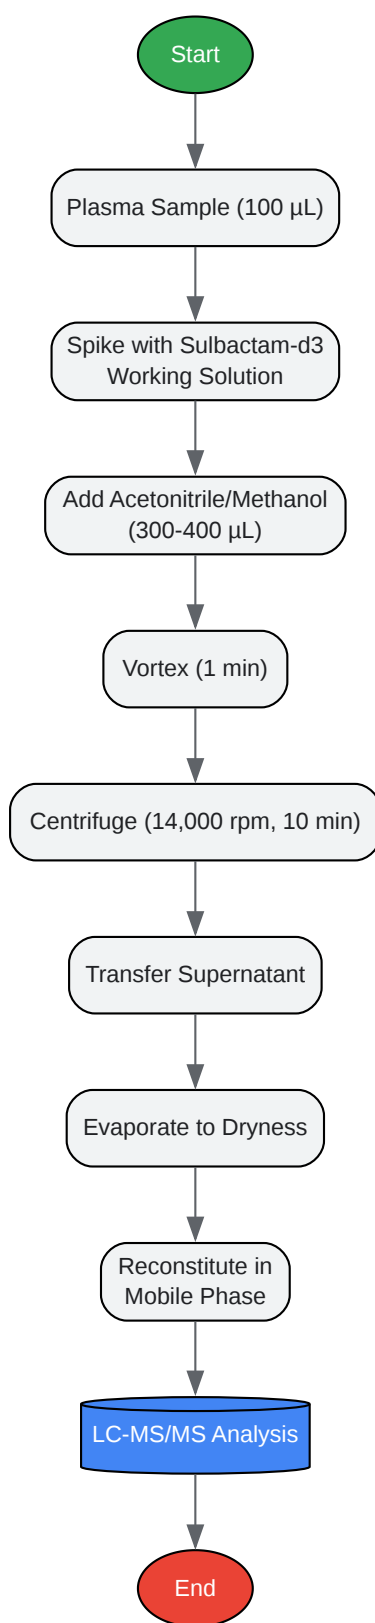 Start
Plasma Sample (100 µL)
Spike with Sulbactam-d3
Working Solution
Add Acetonitrile/Methanol
(300-400 µL)
Vortex (1 min)
Centrifuge (14,000 rpm, 10 min)
Transfer Supernatant
Evaporate to Dryness
Reconstitute in
Mobile Phase
LC-MS/MS Analysis
End